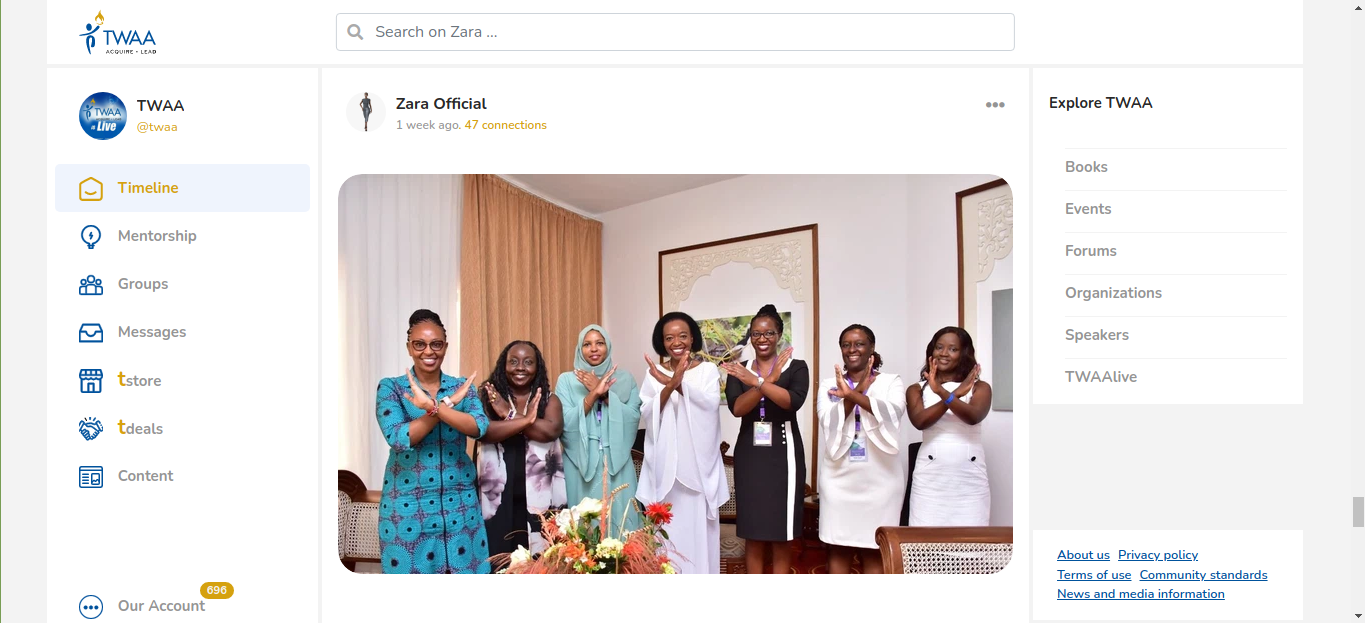 TWAA
ACQUIRE • LEAD
Search on Zara ...
TWAA
Live
TWAA
@twaa
Timeline
Mentorship
Groups
Messages
tstore
tdeals
Content
696
Our Account
Zara Official
1 week ago. 47 connections
Explore TWAA
Books
Events
Forums
Organizations
Speakers
TWAAlive
About us Privacy policy
Terms of use Community standards
News and media information